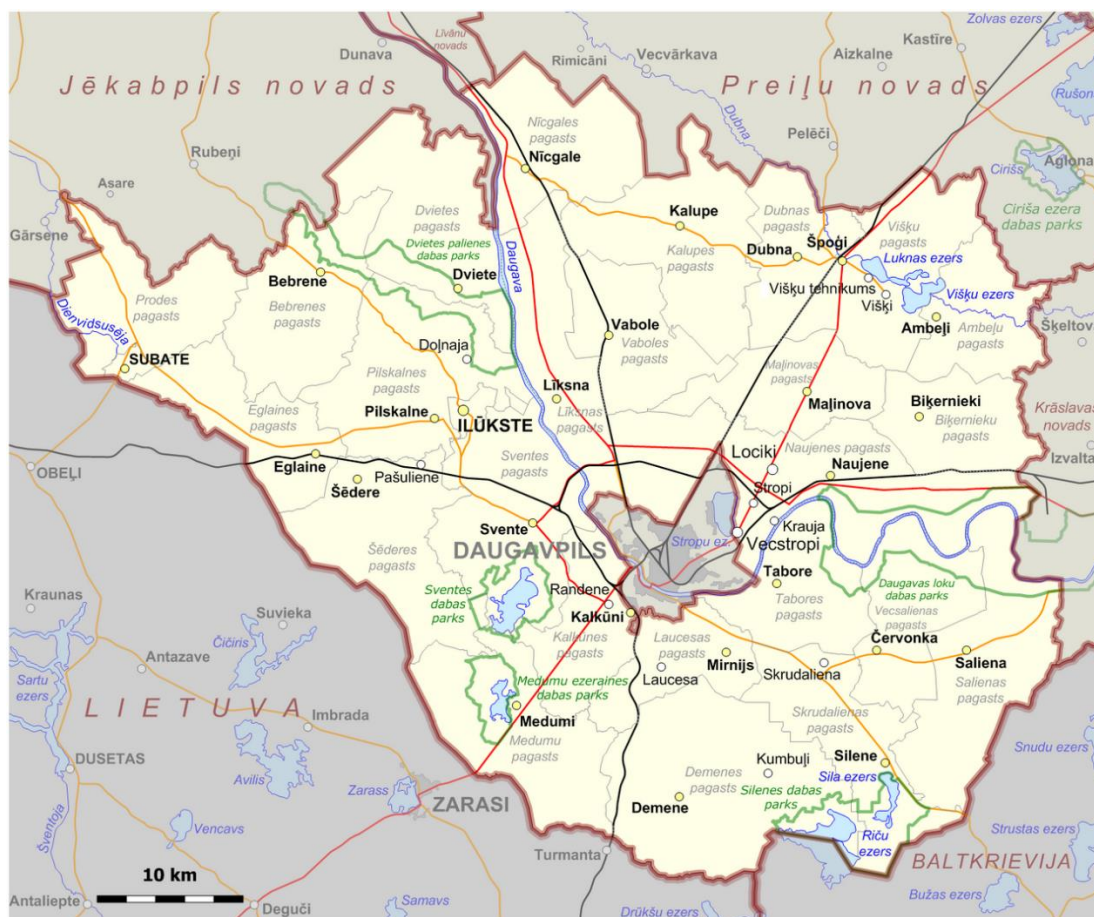 Zolvas ezers
Līvānu
novads
Dunava
Rimicāni
Vecvārkava
Aizkalne
Kastīre
Jēkabpils novads
Preiļu novads
Rušonu
Nīcgales
pagasts
Dubna
Pelēči
Rubeņi
Nīcgale
Cirišs
Aglona
Asare
Ciriša ezera
dabas parks
Gārsene
Dvietes
pagasts
Kalupe
Dubnas
pagasts
Višķu
pagasts
Dvietes palienes
dabas parks
Daugava
Kalupes
pagasts
Dubna
Špoģi
Luknas ezers
Bebrene
Dviete
Višķu tehnikums
Višķi
Višķu ezers
Prodes
pagasts
Bebrenes
pagasts
Dienvidsusēja
Ambeļi
Ambeļu
pagasts
Šķeltova
Vabole
Vaboles
pagasts
Doļnaja
SUBATE
Pilskalnes
pagasts
Maļinovas
pagasts
Līksna
Maļinova
Biķernieki
Līksnas
pagasts
Biķernieku
pagasts
Krāslavas
novads
Eglaines
pagasts
Pilskalne
ILŪKSTE
Lociki
Naujenes pagasts
Izvalta
OBEĻI
Eglaine
Pašuliene
Sventes
pagasts
Naujene
Šēdere
Stropi
Svente
Krauja
DAUGAVPILS
Stropu ez.
Vecstropi
Šēderes
pagasts
Sventes
dabas
parks
Randene
Tabore
Tabores
pagasts
Daugavas loku
dabas parks
Vecsalienas
pagasts
Kraunas
Suvieka
Kalkūni
Kalkūnes
pagasts
Laucesas
pagasts
Červonka
Čičiris
Mirnijs
Saliena
Antazave
Laucesa
Skrudaliena
Salienas
pagasts
Sartu
ezers
Medumu ezeraines
dabas parks
LIETUVA
Imbrada
Medumi
Skrudalienas
pagasts
Medumu
pagasts
Snudu ezers
DUSETAS
Avilis
Kumbuļi
Silene
Demenes
pagasts
Sila ezers
Zarass
ZARASI
Demene
Silenes dabas
parks
Šventoja
Vencavs
Riču
ezers
Strustas ezers
Turmanta
BALTKRIEVIJA
10 km
Antaliepte
Deguči
Samavs
Drūkšu ezers
Bužas ezers